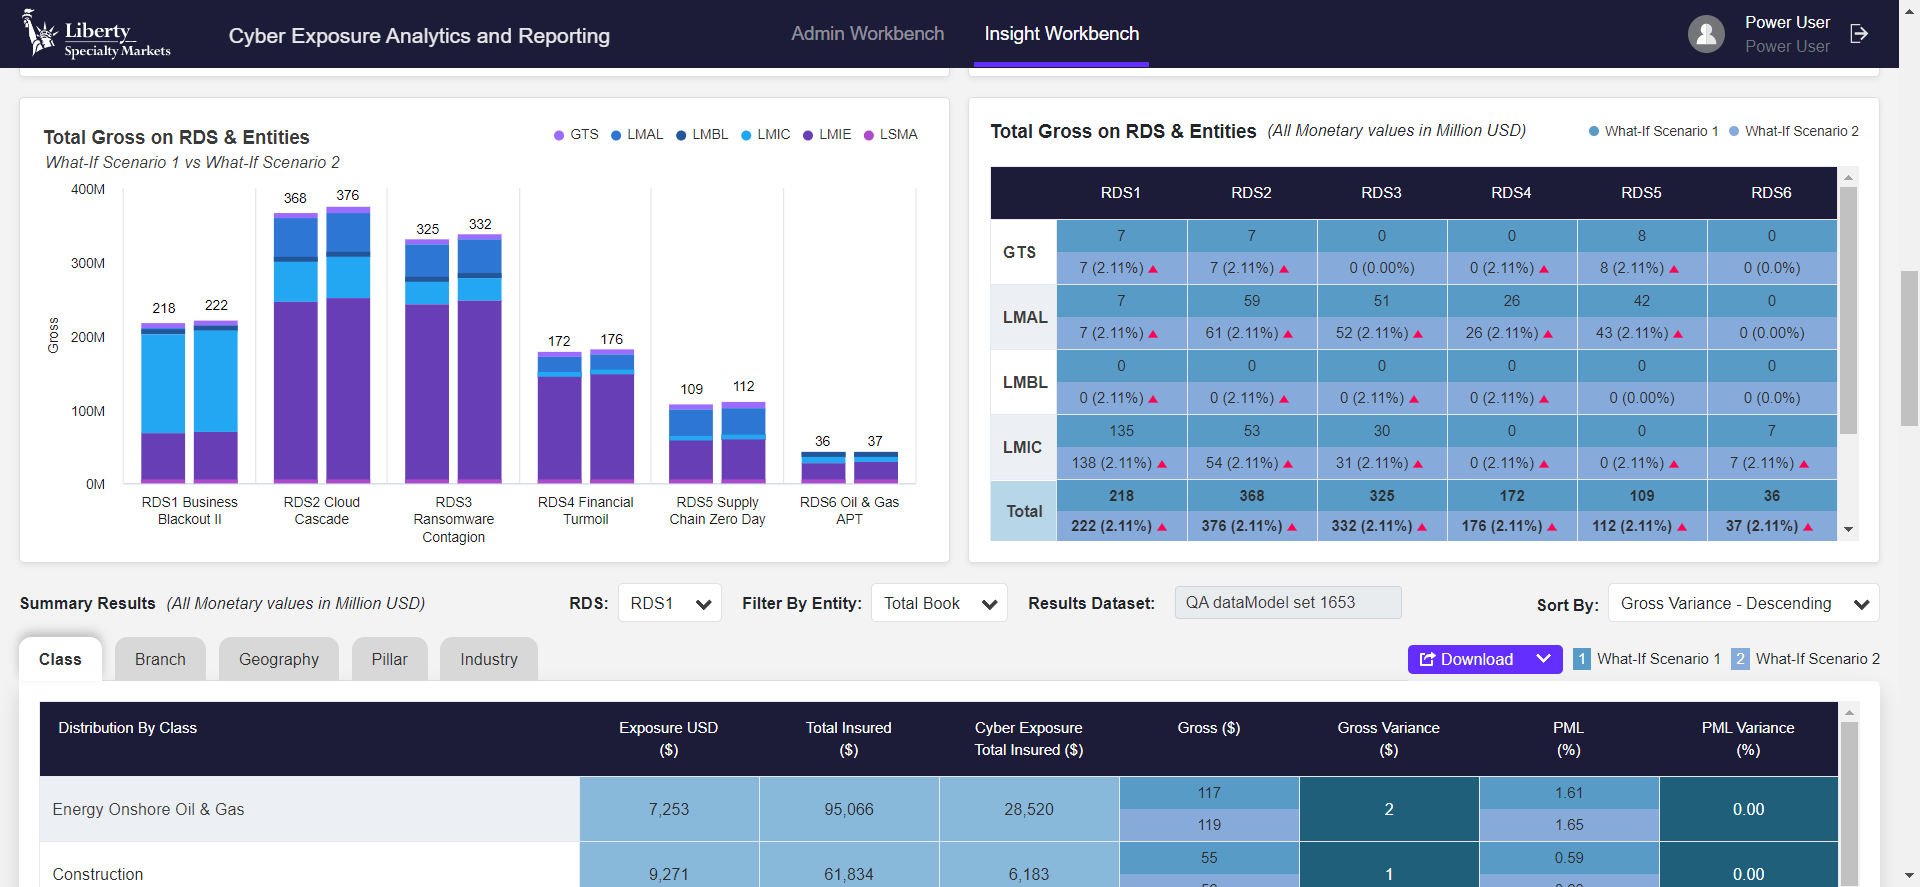 Liberty
Specialty Markets
Cyber Exposure Analytics and Reporting
Admin Workbench
Insight Workbench
Power User
Power User
Total Gross on RDS & Entities
What-If Scenario 1 vs What-If Scenario 2
GTS LMAL LMBL LMIC LMIE LSMA
400M
300M
200M
100M
0M
Gross
218 222
368 376
325 332
172 176
109 112
36 37
RDS1 Business
Blackout II
RDS2 Cloud
Cascade
RDS3
Ransomware
Contagion
RDS4 Financial
Turmoil
RDS5 Supply
Chain Zero Day
RDS6 Oil & Gas
APT
Total Gross on RDS & Entities (All Monetary values in Million USD)
What-If Scenario 1 What-If Scenario 2
RDS1 RDS2 RDS3 RDS4 RDS5 RDS6
GTS
7 7 0 0 8 0
7 (2.11%) 7 (2.11%) 0 (0.00%) 0 (2.11%) 8 (2.11%) 0 (0.0%)
LMAL
7 59 51 26 42 0
7 (2.11%) 61 (2.11%) 52 (2.11%) 26 (2.11%) 43 (2.11%) 0 (0.00%)
LMBL
0 0 0 0 0 0
0 (2.11%) 0 (2.11%) 0 (2.11%) 0 (2.11%) 0 (0.00%) 0 (0.0%)
LMIC
135 53 30 0 0 7
138 (2.11%) 54 (2.11%) 31 (2.11%) 0 (2.11%) 0 (2.11%) 7 (2.11%)
Total
218 368 325 172 109 36
222 (2.11%) 376 (2.11%) 332 (2.11%) 176 (2.11%) 112 (2.11%) 37 (2.11%)
Summary Results (All Monetary values in Million USD)
RDS: RDS1
Filter By Entity: Total Book
Results Dataset: QA dataModel set 1653
Sort By: Gross Variance - Descending
Class Branch Geography Pillar Industry
Download
1 What-If Scenario 1 2 What-If Scenario 2
Distribution By Class
Exposure USD
($)
Total Insured
($)
Cyber Exposure
Total Insured ($)
Gross ($)
Gross Variance
($)
PML
(%)
PML Variance
(%)
Energy Onshore Oil & Gas 7,253 95,066 28,520
117
119
2
1.61
1.65
0.00
Construction 9,271 61,834 6,183
55
1
0.59
0.00